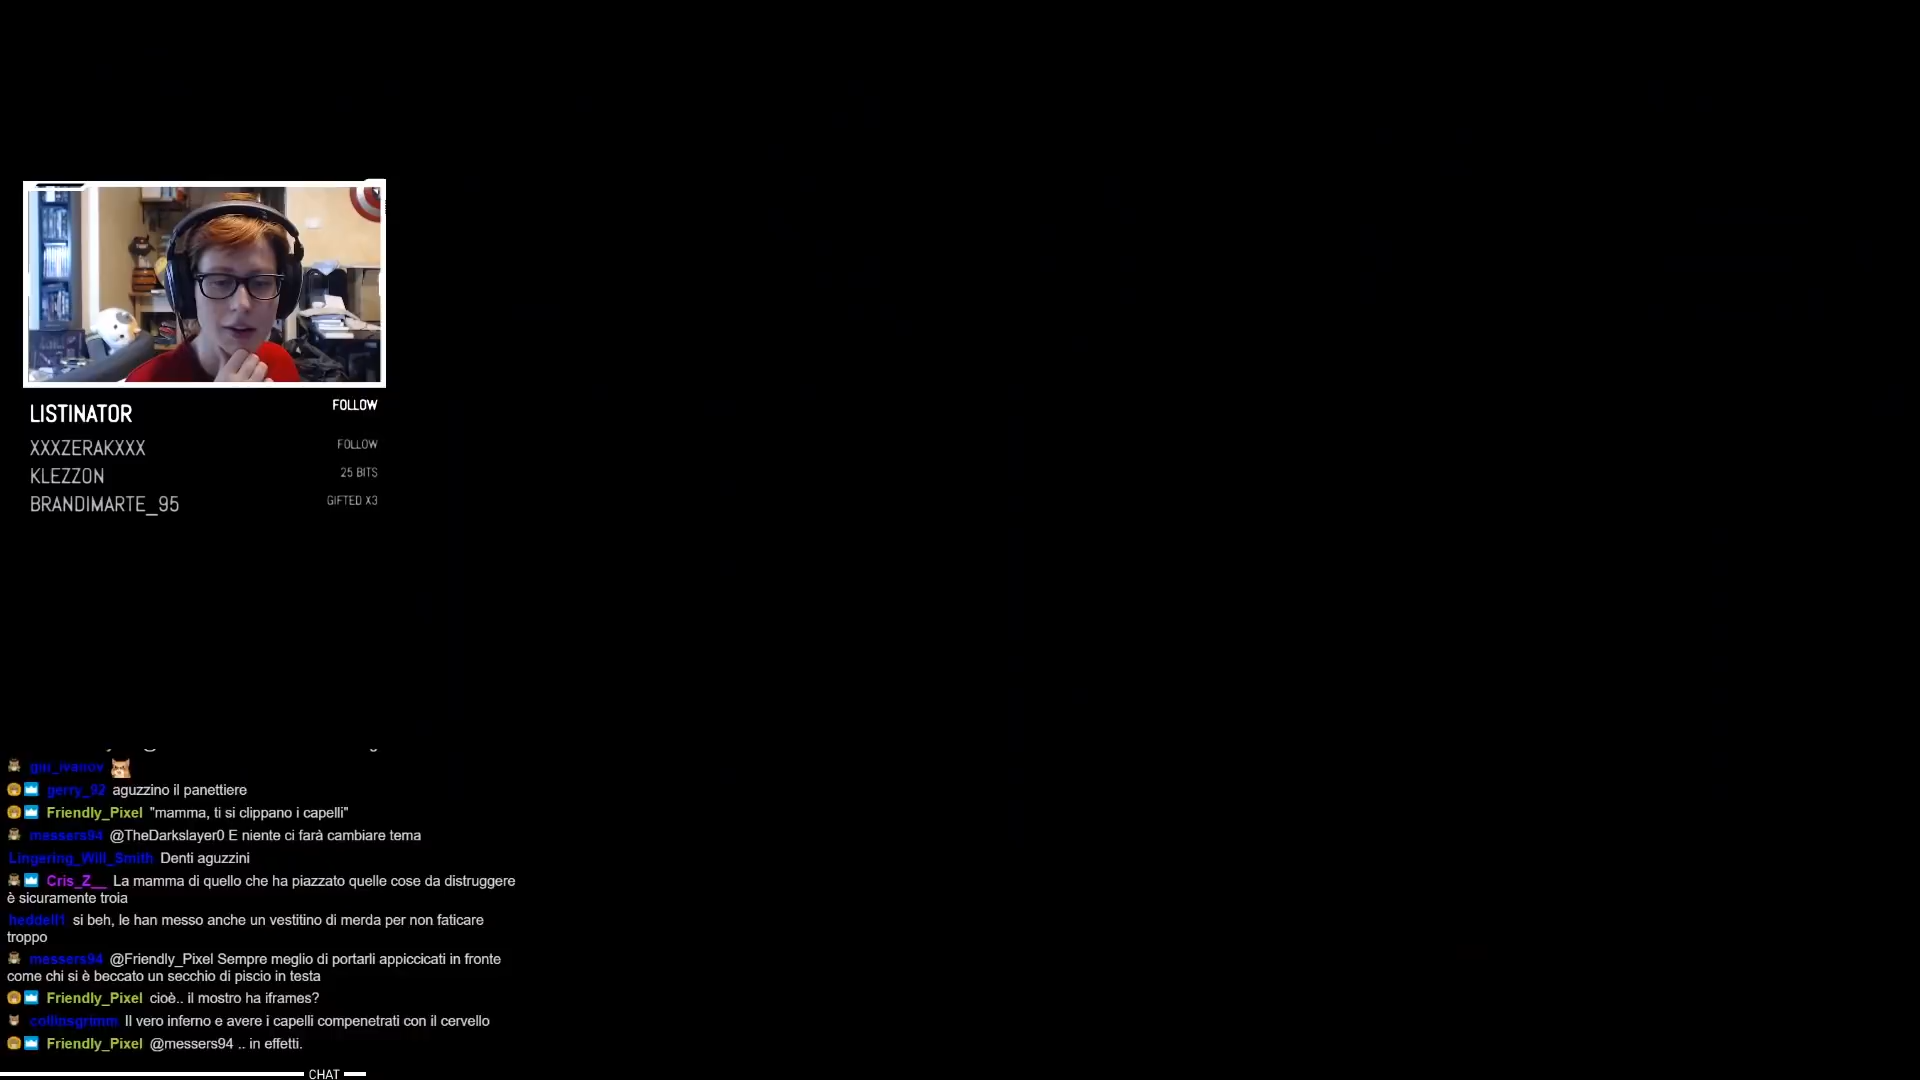 LISTINATOR FOLLOW
XXXZERAKXXX FOLLOW
KLEZZON 25 BITS
BRANDIMARTE_95 GIFTED X3
giu_ivanov
gerry_92 aguzzino il panettiere
Friendly_Pixel "mamma, ti si clippano i capelli"
messers94 @TheDarkslayer0 E niente ci farà cambiare tema
Lingering_Will_Smith Denti aguzzini
Cris_Z__ La mamma di quello che ha piazzato quelle cose da distruggere
è sicuramente troia
heddell1 si beh, le han messo anche un vestitino di merda per non faticare
troppo
messers94 @Friendly_Pixel Sempre meglio di portarli appiccicati in fronte
come chi si è beccato un secchio di piscio in testa
Friendly_Pixel cioè.. il mostro ha iframes?
collinsgrimm Il vero inferno e avere i capelli compenetrati con il cervello
Friendly_Pixel @messers94 .. in effetti.
CHAT